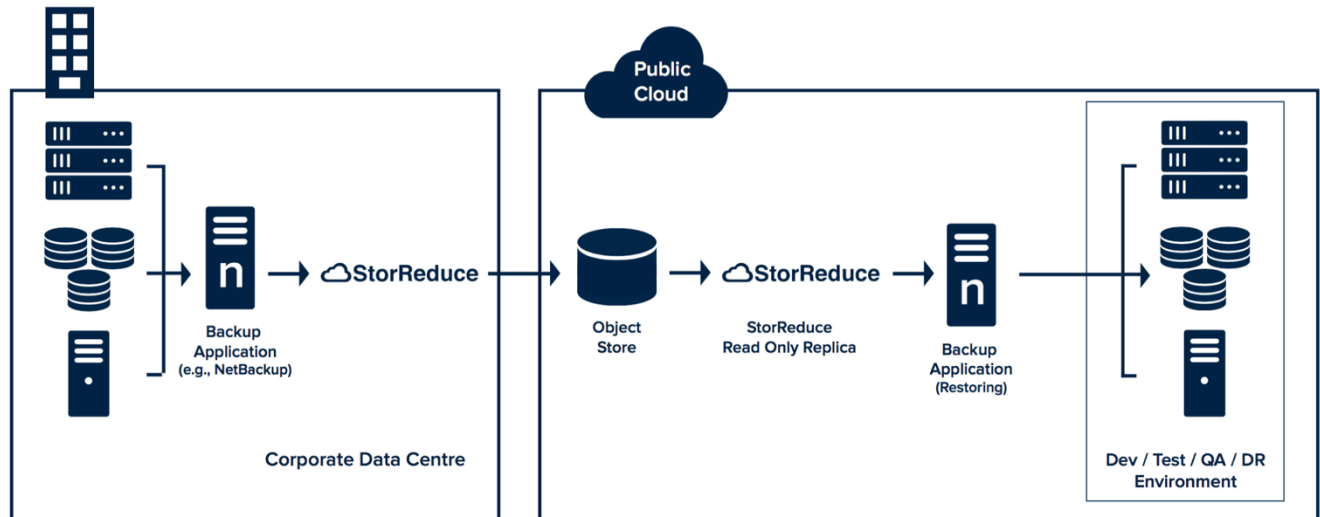 Public
Cloud
n
StorReduce
StorReduce
n
Backup
Application
(e.g., NetBackup)
Object
Store
StorReduce
Read Only Replica
Backup
Application
(Restoring)
Corporate Data Centre
Dev / Test / QA / DR
Environment